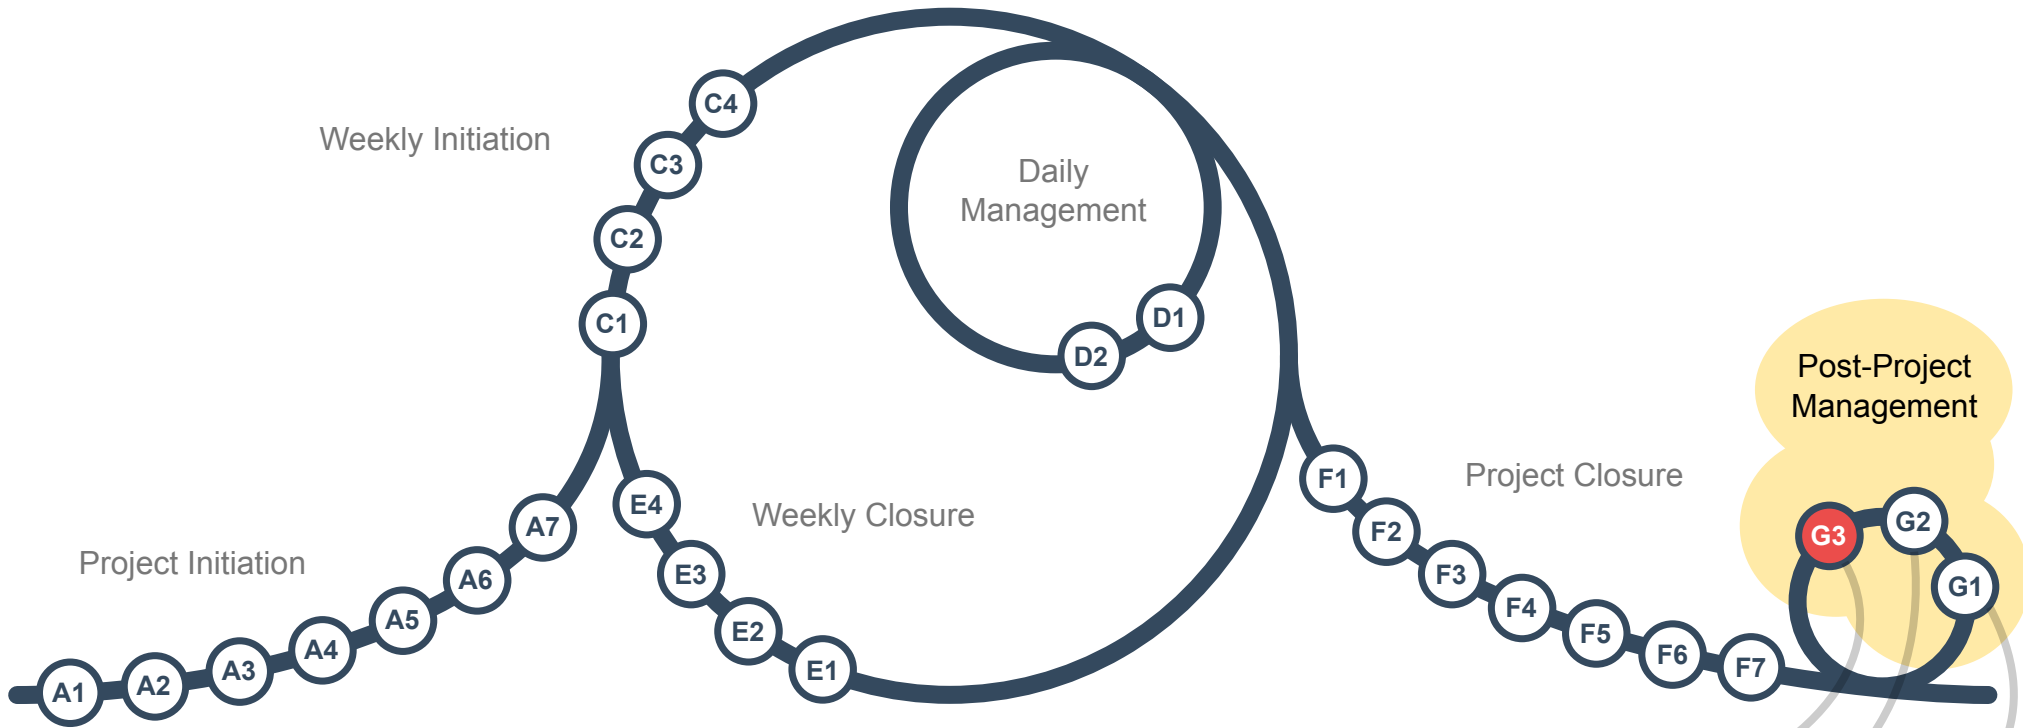 C4
Weekly Initiation
C3
Daily
Management
C2
C1
D1
D2
Post-Project
Management
F1
Project Closure
E4
Weekly Closure
A7
F2
G3
G2
Project Initiation
A6
E3
F3
G1
A5
E2
F4
A4
F5
A3
E1
F6
A2
F7
A1